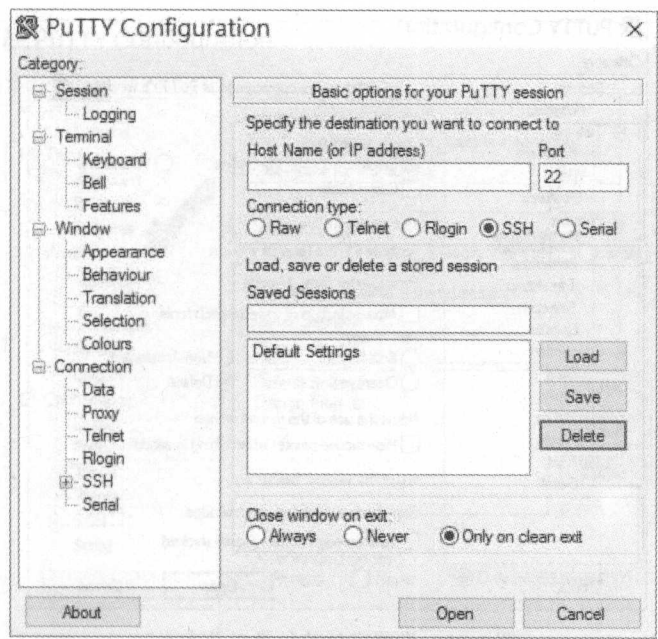 PuTTY Configuration
Category:
Session
Logging
Terminal
Keyboard
Bell
Features
Window
Appearance
Behaviour
Translation
Selection
Colours
Connection
Data
Proxy
Telnet
Rlogin
SSH
Serial
Basic options for your PuTTY session
Specify the destination you want to connect to
Host Name (or IP address) Port
22
Connection type:
Raw Telnet Rlogin SSH Serial
Load, save or delete a stored session
Saved Sessions
Default Settings
Load
Save
Delete
Close window on exit:
Always Never Only on clean exit
About Open Cancel